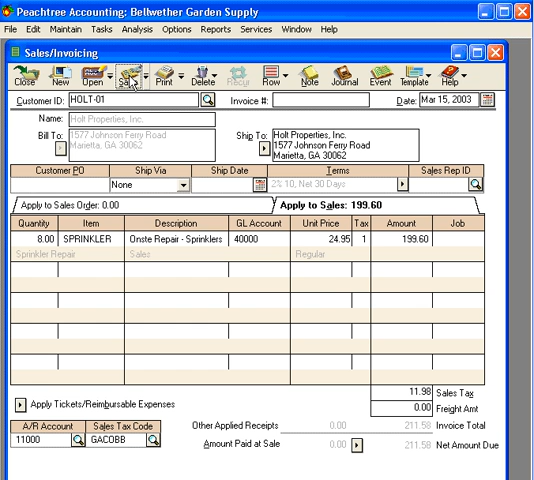 Peachtree Accounting: Bellwether Garden Supply
File Edit Maintain Tasks Analysis Options Reports Services Window Help
Sales/Invoicing
Close New Open Save Print Delete Recur Row Note Journal Event Template Help
Customer ID: HOLT-01 Invoice #: Date: Mar 15, 2003
Name: Holt Properties, Inc.
Bill To: 1577 Johnson Ferry Road Ship To: Holt Properties, Inc.
Marietta, GA 30062 1577 Johnson Ferry Road
Marietta, GA 30062
Customer PO Ship Via Ship Date Terms Sales Rep ID
None 2% 10, Net 30 Days
Apply to Sales Order: 0.00 Apply to Sales: 199.60
Quantity Item Description GL Account Unit Price Tax Amount Job
8.00 SPRINKLER Onste Repair - Sprinklers 40000 24.95 1 199.60
Sprinkler Repair Sales Regular
11.98 Sales Tax
Apply Tickets/Reimbursable Expenses 0.00 Freight Amt
A/R Account Sales Tax Code Other Applied Receipts 0.00 211.58 Invoice Total
11000 GACOBB Amount Paid at Sale 0.00 211.58 Net Amount Due